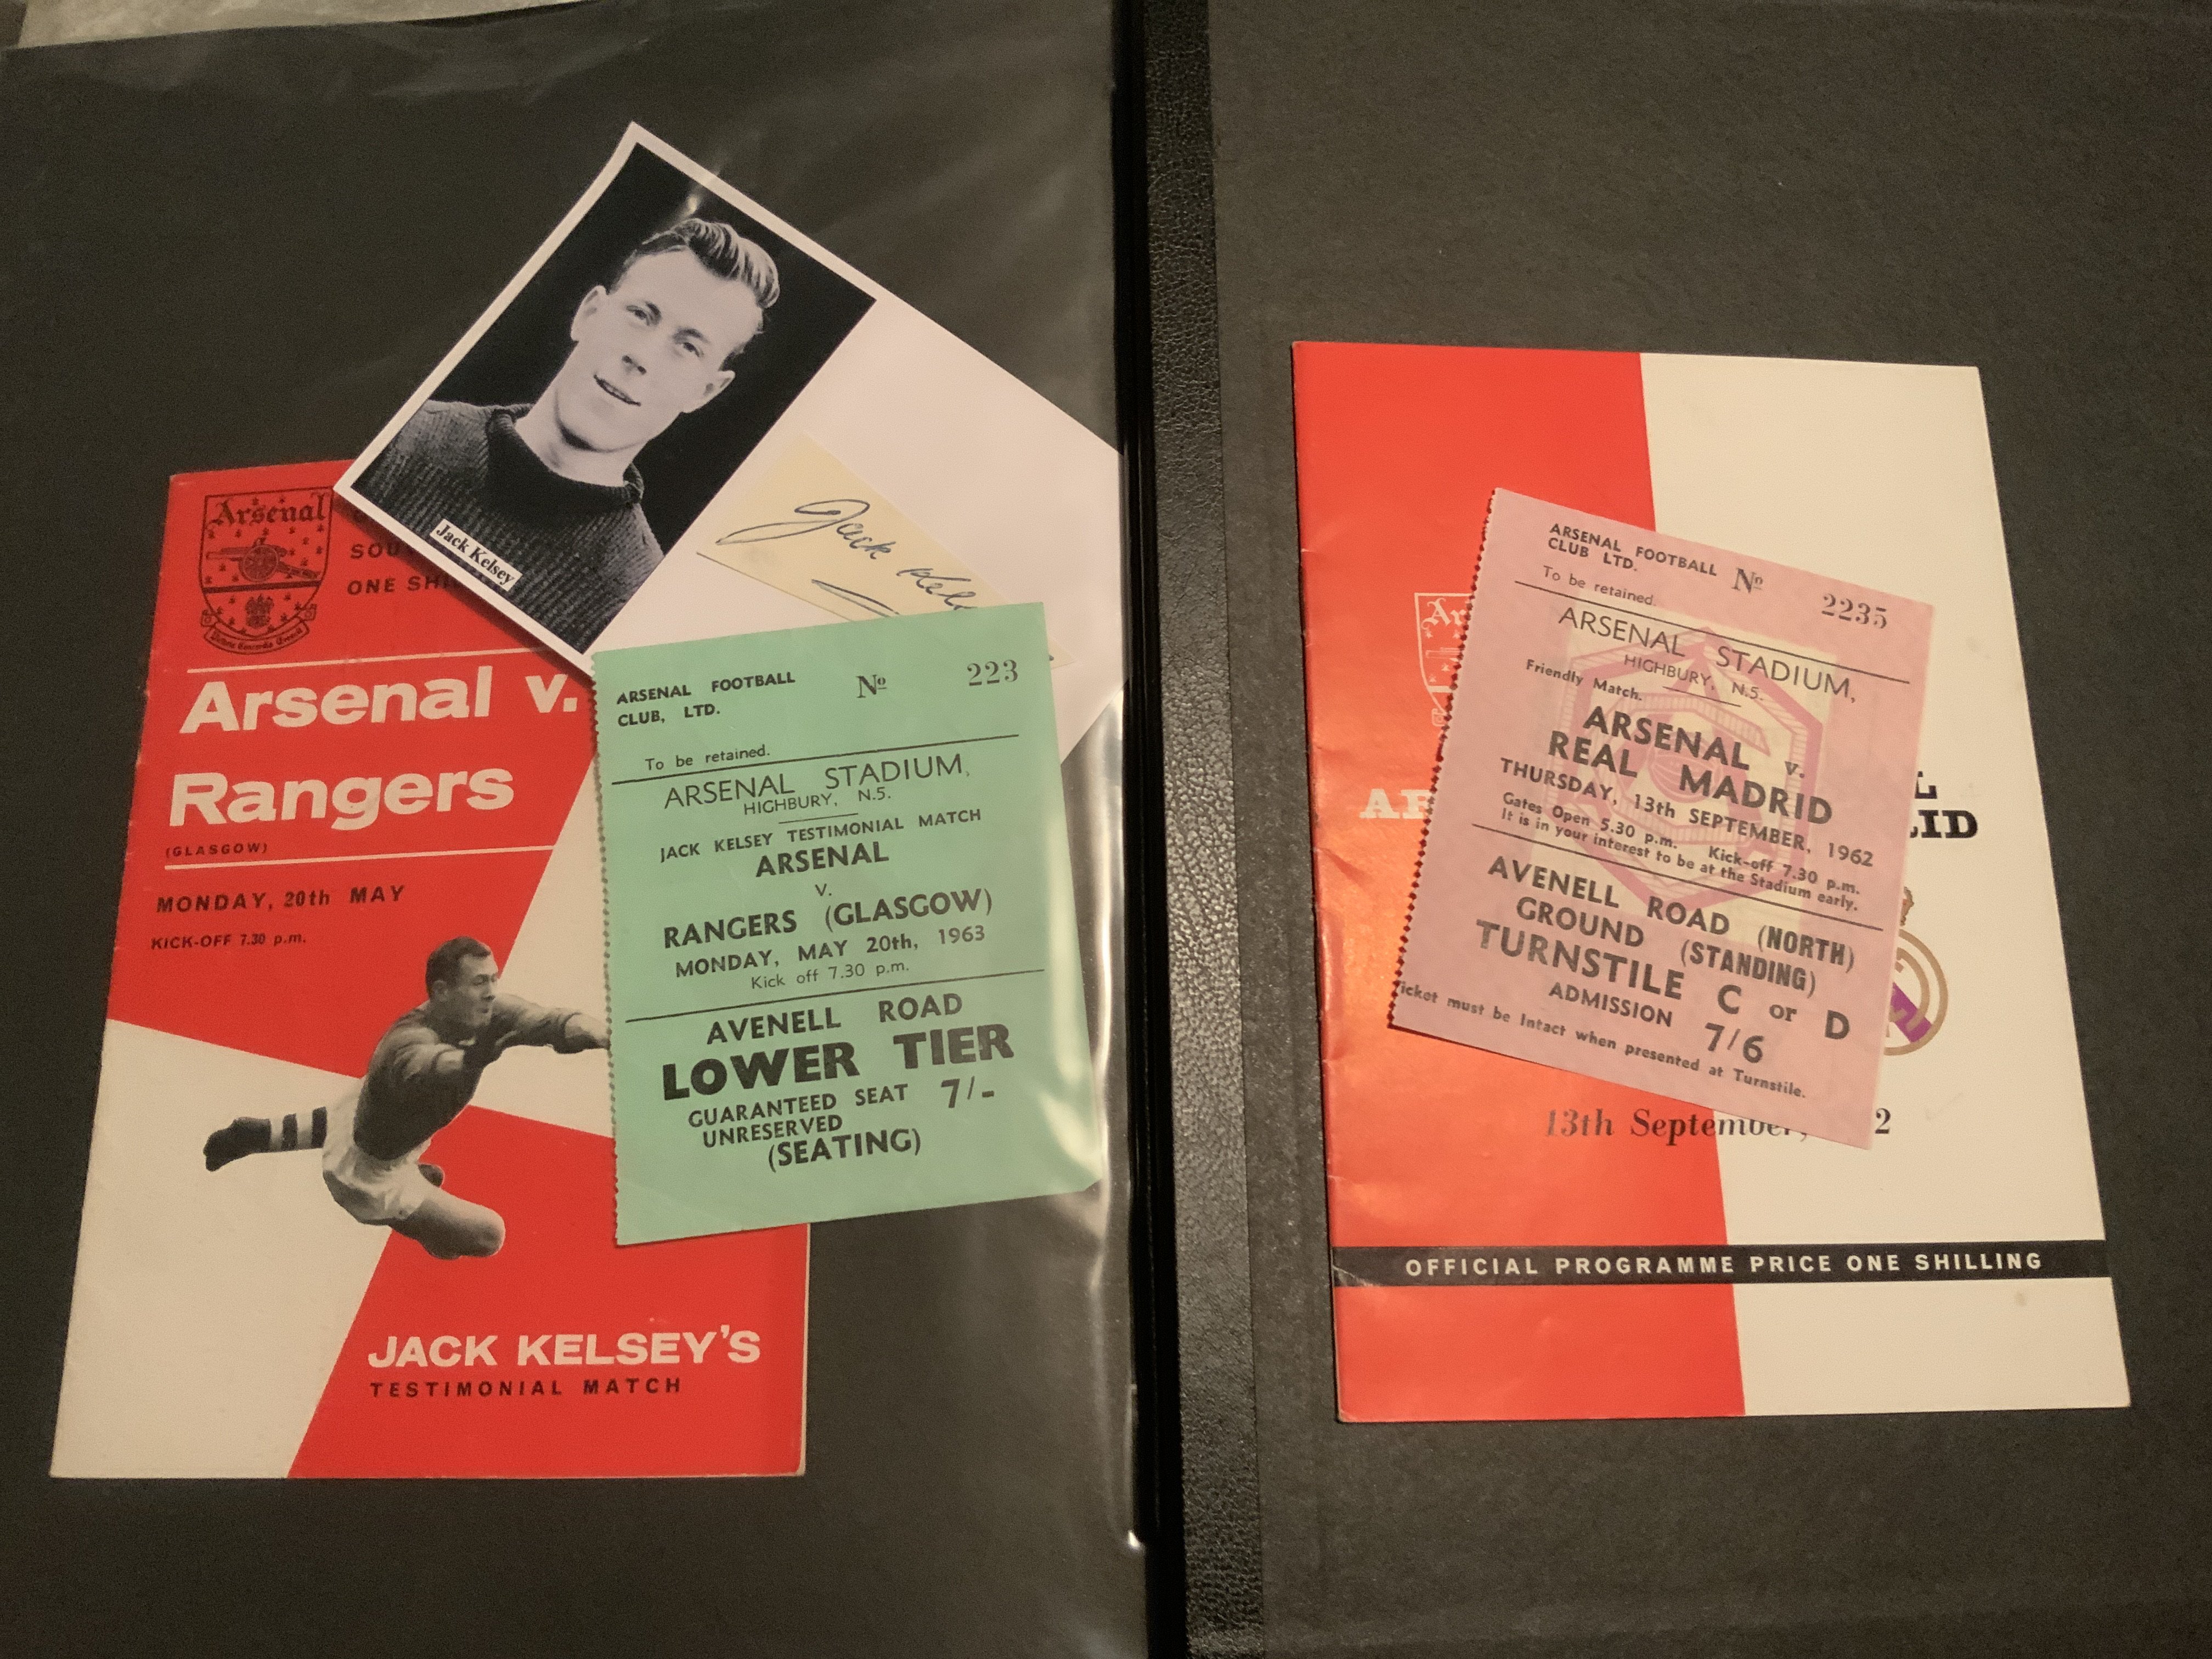 Jack Kelsey
Jack
Arsenal
ONE
Arsenal v.
Rangers
(GLASGOW)
MONDAY, 20th MAY
KICK-OFF 7.30 p.m.
JACK KELSEY'S
TESTIMONIAL MATCH
ARSENAL FOOTBALL
CLUB, LTD.
Nº 223
To be retained.
ARSENAL STADIUM,
HIGHBURY, N.5.
JACK KELSEY TESTIMONIAL MATCH
ARSENAL
V.
RANGERS (GLASGOW)
MONDAY, MAY 20th, 1963
Kick off 7.30 p.m.
AVENELL ROAD
LOWER TIER
GUARANTEED SEAT 7/-
UNRESERVED
(SEATING)
ARSENAL FOOTBALL
CLUB LTD.
Nº 2235
To be retained.
ARSENAL STADIUM,
HIGHBURY, N.5.
Friendly Match.
ARSENAL v.
REAL MADRID
THURSDAY, 13th SEPTEMBER, 1962
Gates Open 5.30 p.m. Kick-off 7.30 p.m.
It is in your interest to be at the Stadium early.
AVENELL ROAD (NORTH)
GROUND (STANDING)
TURNSTILE C or D
ADMISSION 7/6
Ticket must be Intact when presented at Turnstile.
13th September, 2
OFFICIAL PROGRAMME PRICE ONE SHILLING